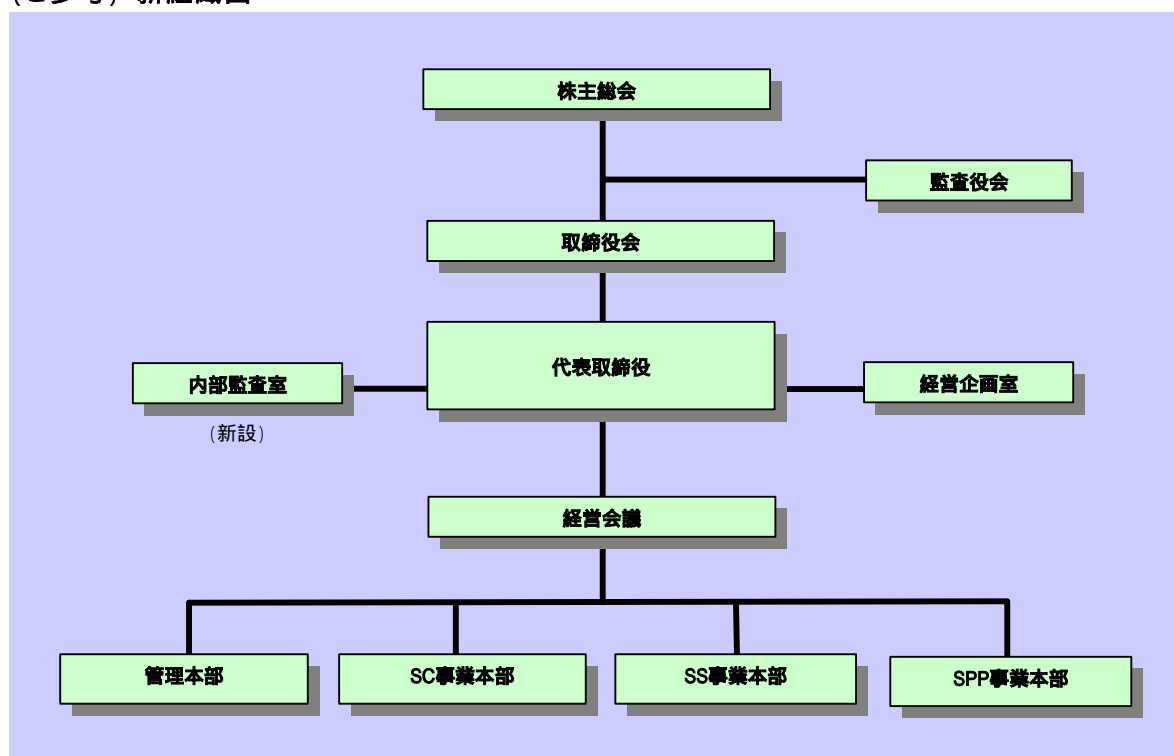 株主総会
監査役会
取締役会
代表取締役
内部監査室
(新設)
経営企画室
経営会議
管理本部
SC事業本部
SS事業本部
SPP事業本部